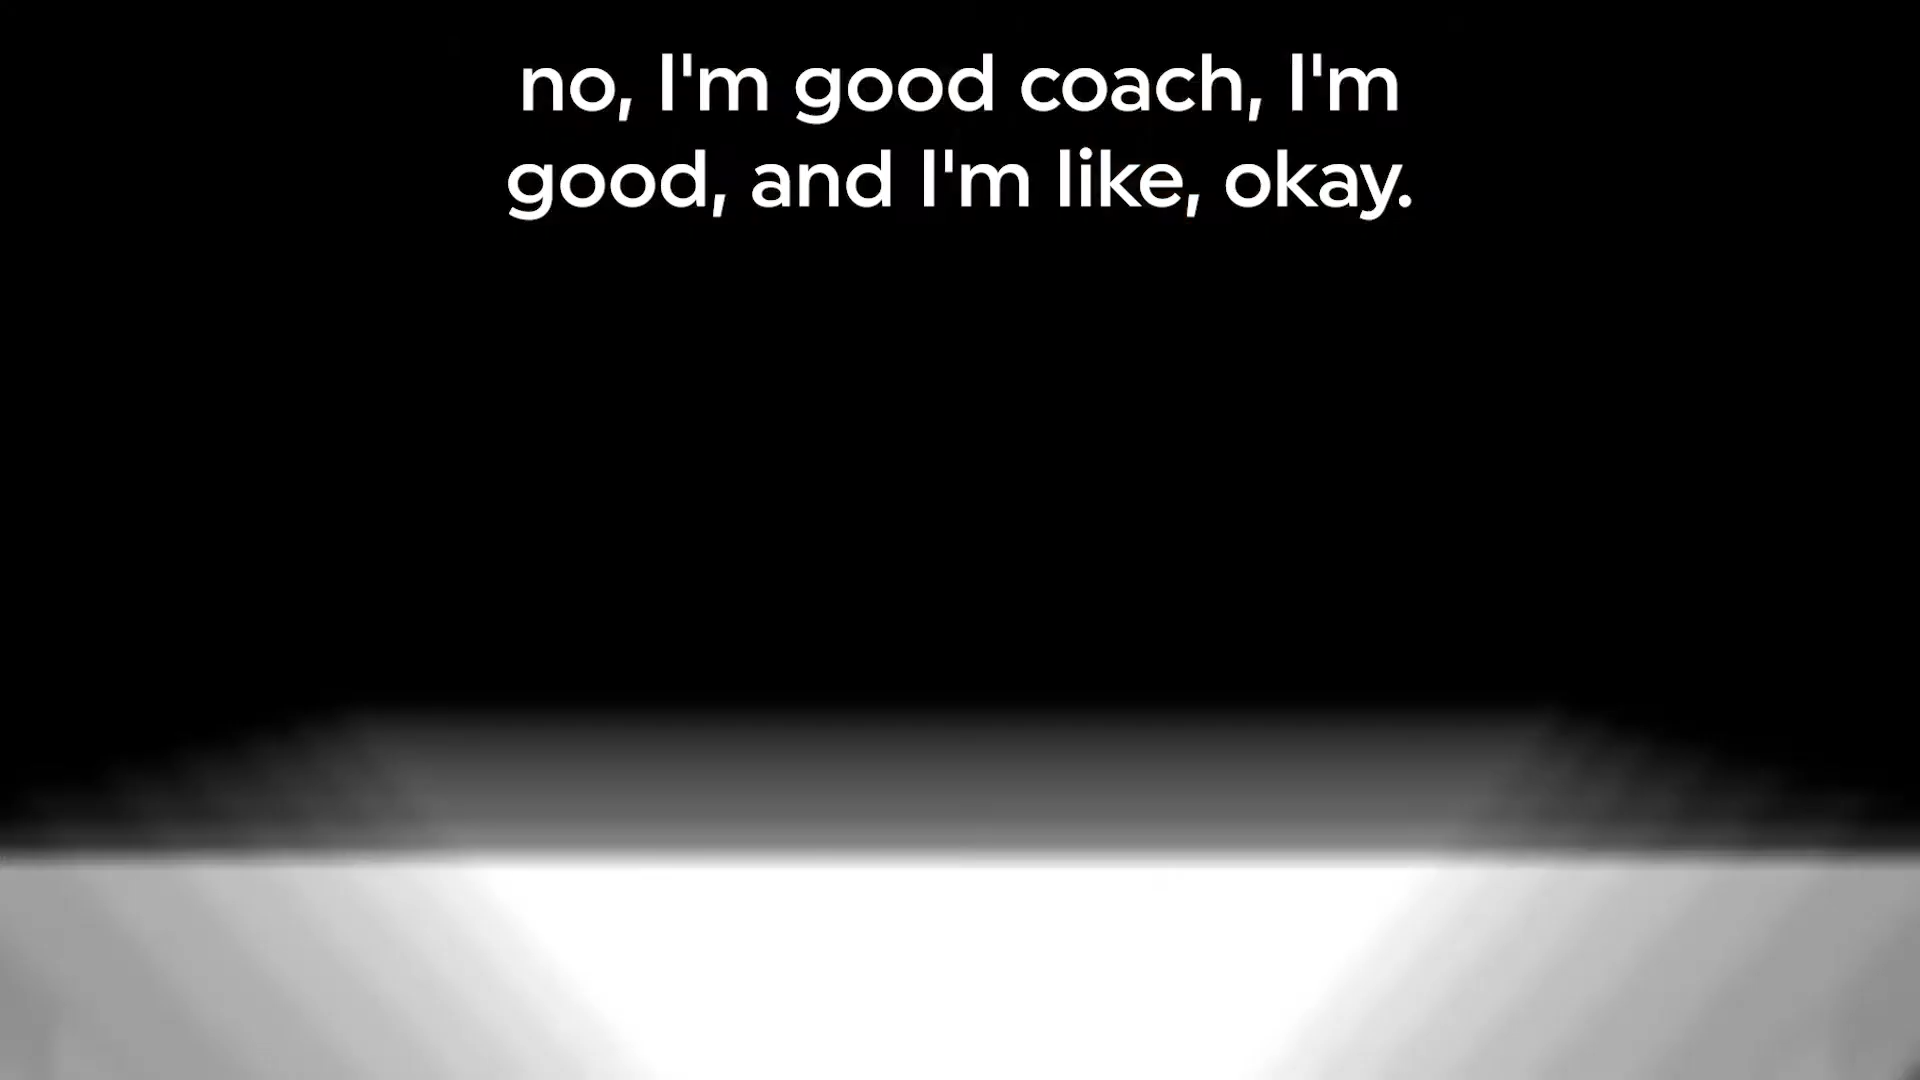 no, I'm good coach, I'm
good, and I'm like, okay.